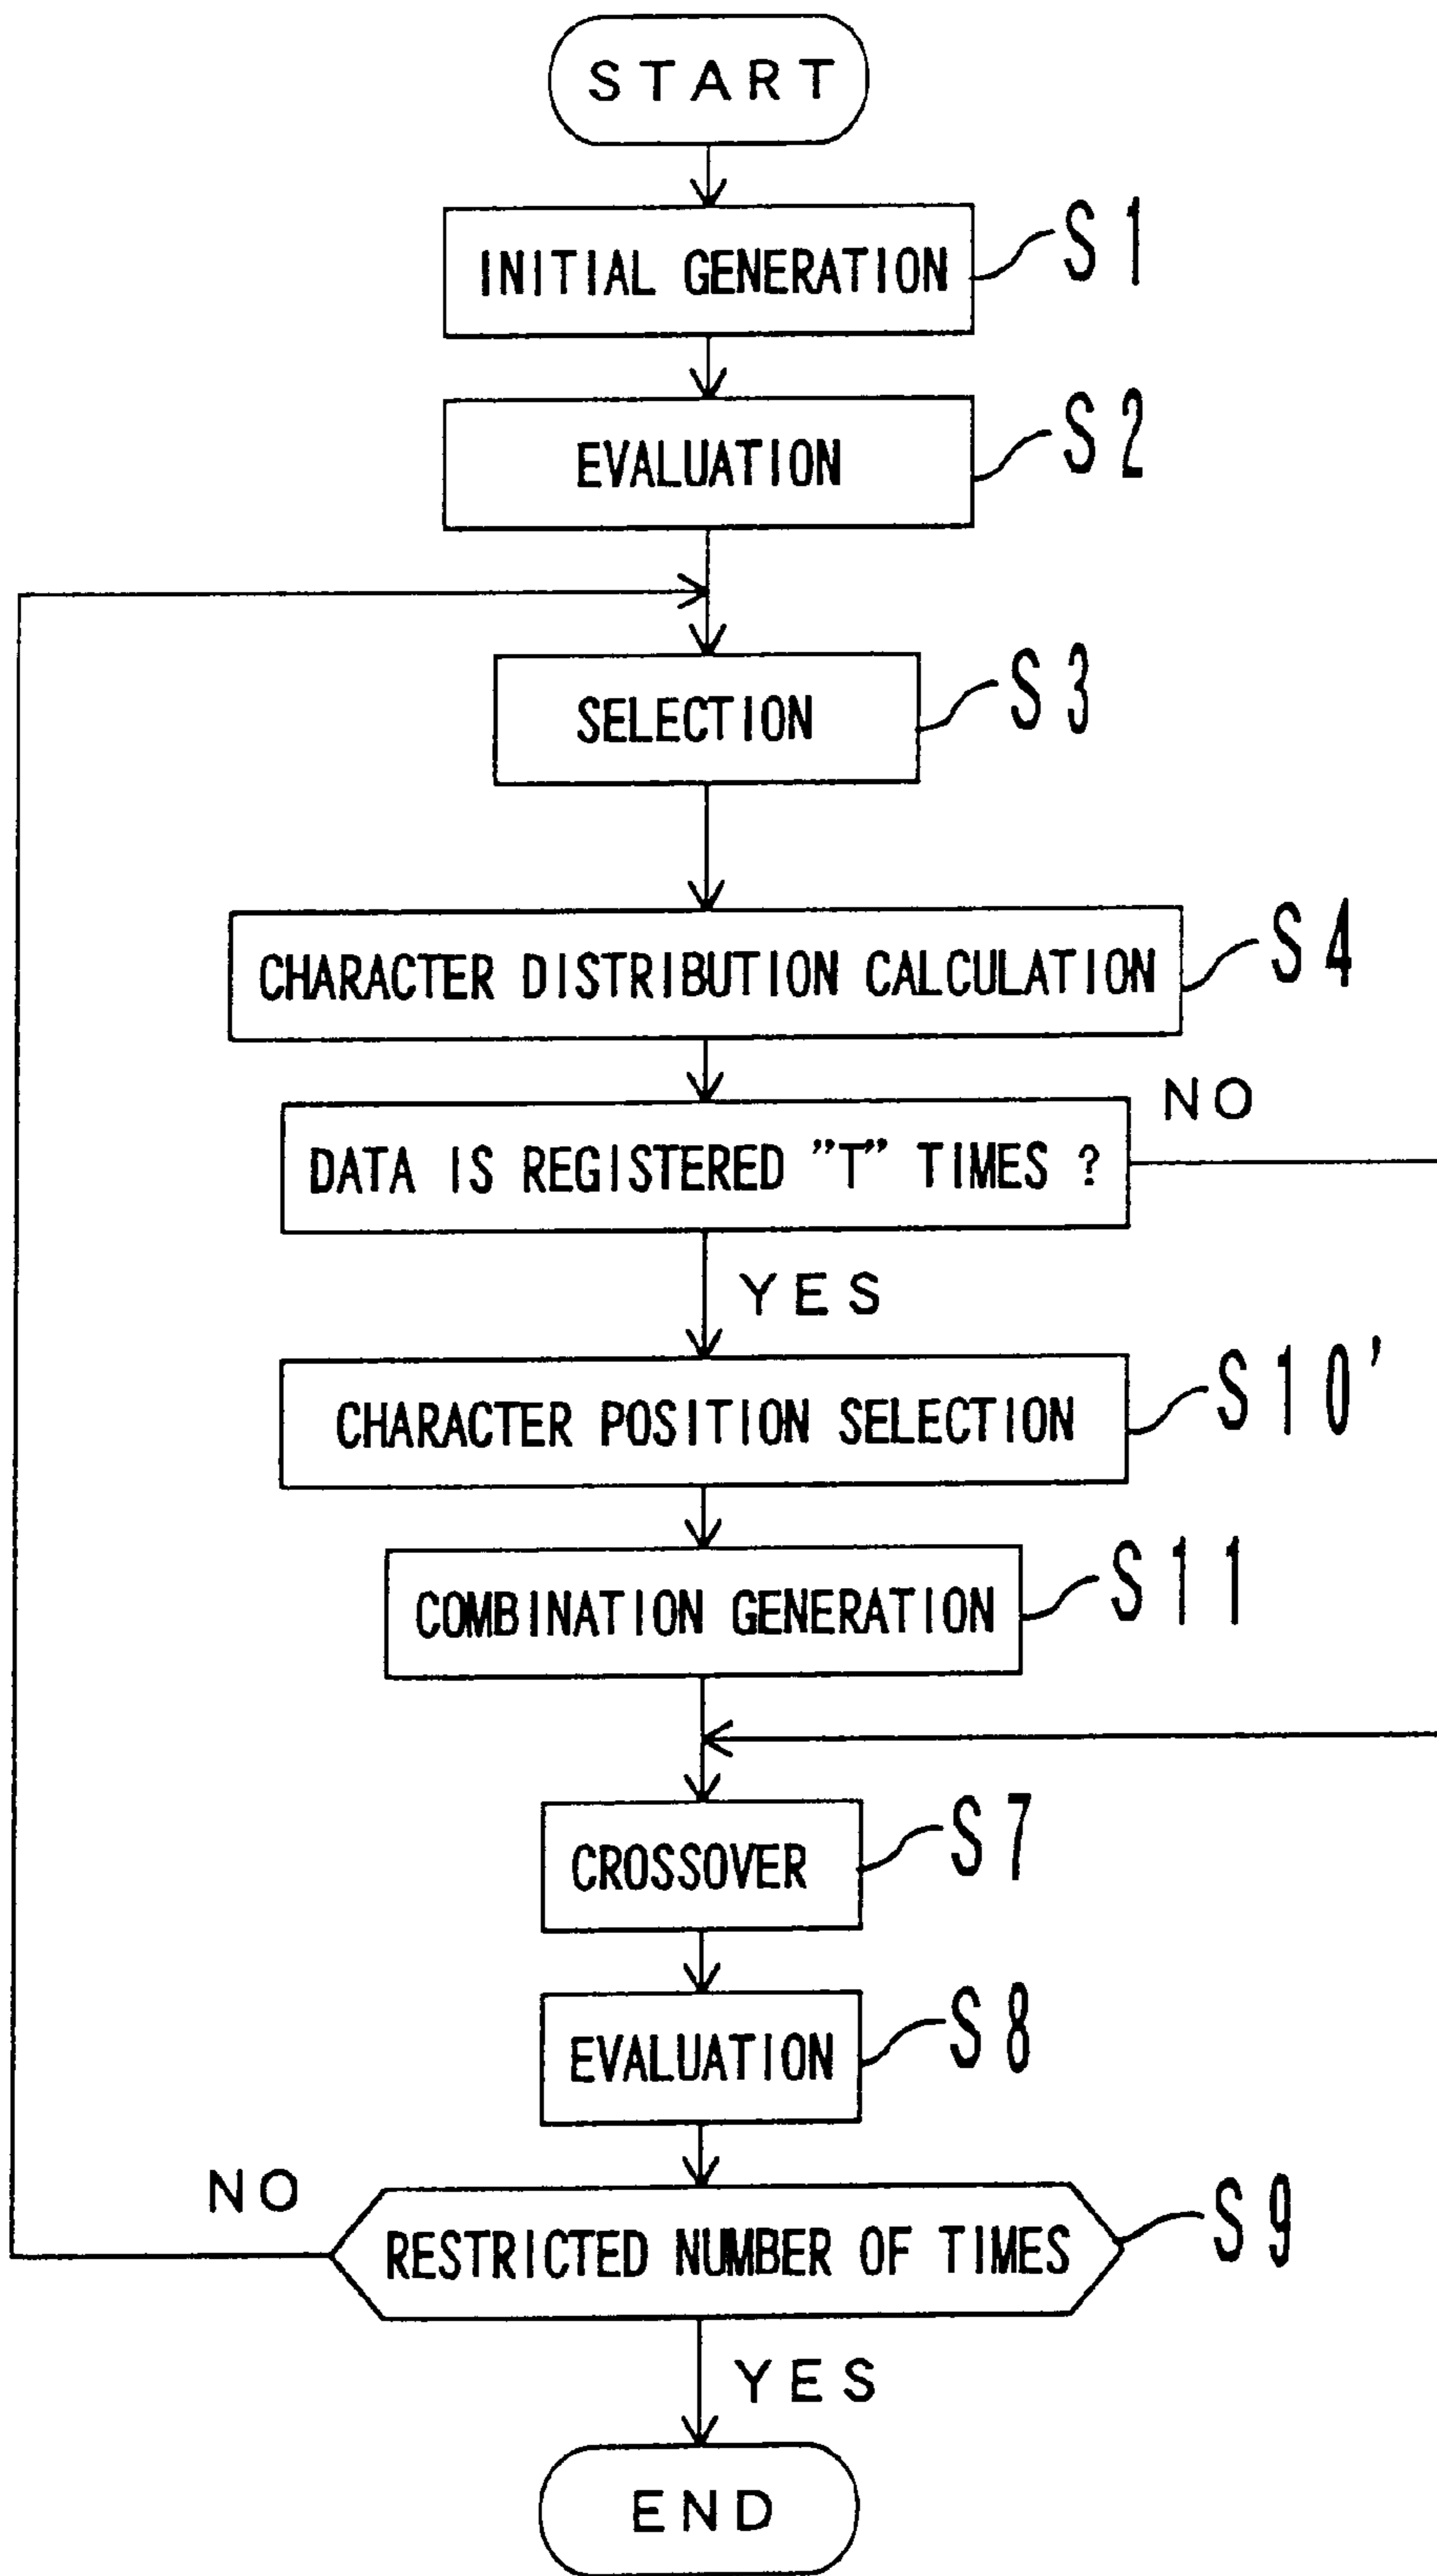 START
INITIAL GENERATION
S1
EVALUATION
S2
SELECTION
S3
CHARACTER DISTRIBUTION CALCULATION
S4
DATA IS REGISTERED ”T” TIMES ?
NO
YES
CHARACTER POSITION SELECTION
S10'
COMBINATION GENERATION
S11
CROSSOVER
S7
EVALUATION
S8
NO
RESTRICTED NUMBER OF TIMES
S9
YES
END